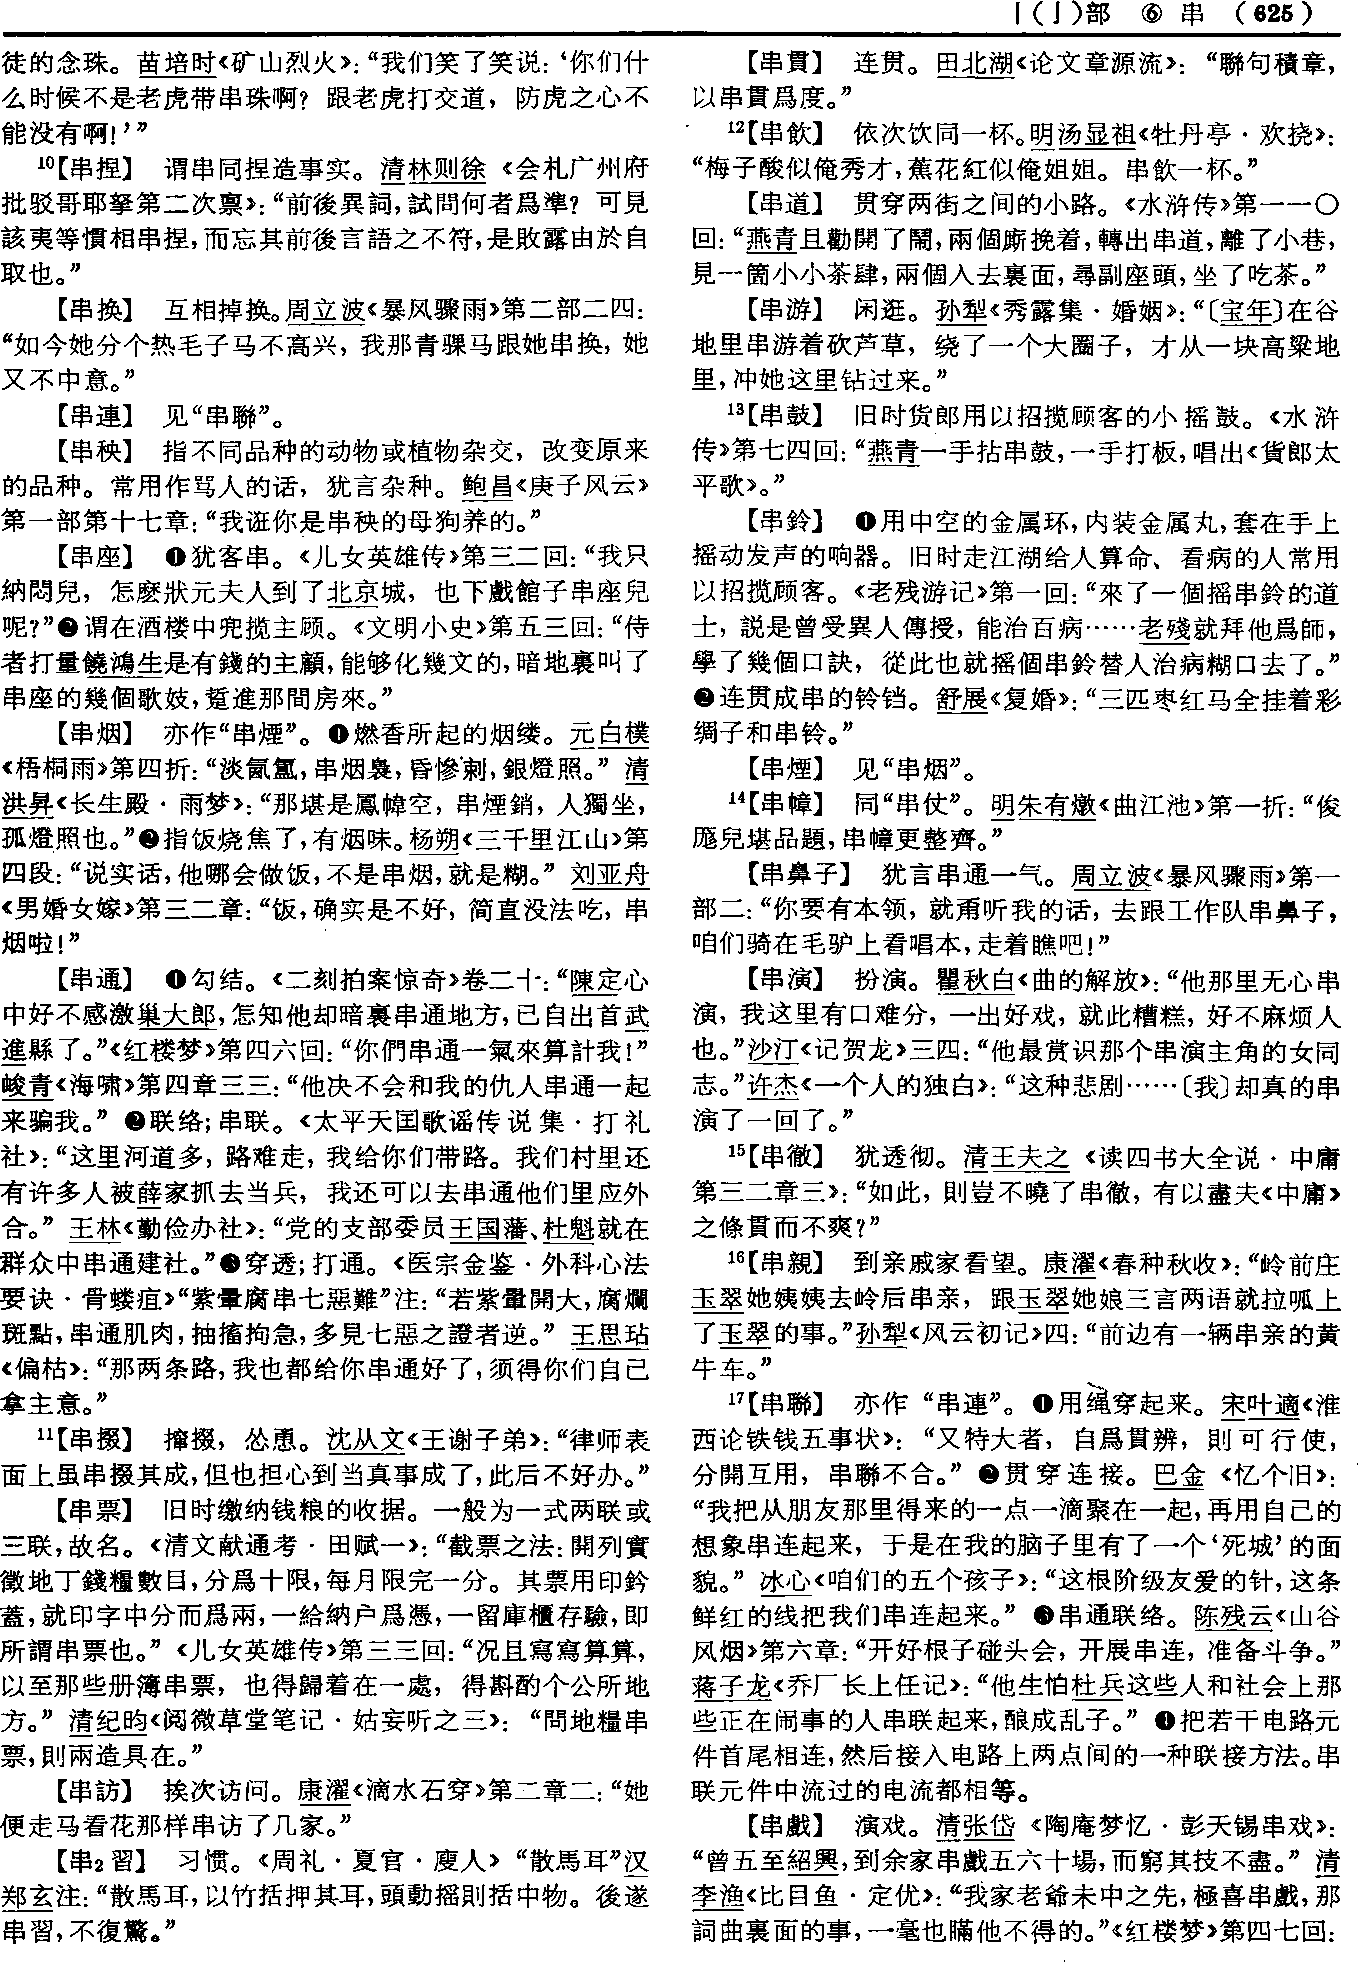 丨(亅)部 ⑥ 串 (625)
徒的念珠。苗培时《矿山烈火》：“我们笑了笑说：‘你们什
么时候不是老虎带串珠啊？跟老虎打交道，防虎之心不
能没有啊！’”
10【串捏】 谓串同捏造事实。清林则徐《会札广州府
批驳哥耶拏第二次禀》：“前後異詞，試問何者爲準？可見
該夷等慣相串捏，而忘其前後言語之不符，是敗露由於自
取也。”
【串换】 互相掉换。周立波《暴风骤雨》第二部二四：
“如今她分个热毛子马不高兴，我那青骒马跟她串换，她
又不中意。”
【串連】 见“串聯”。
【串秧】 指不同品种的动物或植物杂交，改变原来
的品种。常用作骂人的话，犹言杂种。鲍昌《庚子风云》
第一部第十七章：“我诳你是串秧的母狗养的。”
【串座】 ❶犹客串。《儿女英雄传》第三二回：“我只
納悶兒，怎麽狀元夫人到了北京城，也下戲館子串座兒
呢？”❷谓在酒楼中兜揽主顾。《文明小史》第五三回：“侍
者打量饒鴻生是有錢的主顧，能够化幾文的，暗地裏叫了
串座的幾個歌妓，踅進那間房來。”
【串烟】 亦作“串煙”。❶燃香所起的烟缕。元白樸
《梧桐雨》第四折：“淡氤氲，串烟裊，昏慘刺，銀燈照。”清
洪昇《长生殿·雨梦》：“那堪是鳳幃空，串煙銷，人獨坐，
孤燈照也。”❷指饭烧焦了，有烟味。杨朔《三千里江山》第
四段：“说实话，他哪会做饭，不是串烟，就是糊。”刘亚舟
《男婚女嫁》第三二章：“饭，确实是不好，简直没法吃，串
烟啦！”
【串通】 ❶勾结。《二刻拍案惊奇》卷二十：“陳定心
中好不感激巢大郎，怎知他却暗裏串通地方，已自出首武
進縣了。”《红楼梦》第四六回：“你們串通一氣來算計我！”
峻青《海啸》第四章三三：“他决不会和我的仇人串通一起
来骗我。”❷联络；串联。《太平天囯歌谣传说集·打礼
社》：“这里河道多，路难走，我给你们带路。我们村里还
有许多人被薛家抓去当兵，我还可以去串通他们里应外
合。”王林《勤俭办社》：“党的支部委员王国藩、杜魁就在
群众中串通建社。”❸穿透；打通。《医宗金鉴·外科心法
要诀·骨蝼疽》“紫暈腐串七惡難”注：“若紫暈開大，腐爛
斑點，串通肌肉，抽搐拘急，多見七惡之證者逆。”王思玷
《偏枯》：“那两条路，我也都给你串通好了，须得你们自己
拿主意。”
11【串掇】 撺掇，怂恿。沈从文《王谢子弟》：“律师表
面上虽串掇其成，但也担心到当真事成了，此后不好办。”
【串票】 旧时缴纳钱粮的收据。一般为一式两联或
三联，故名。《清文献通考·田赋一》：“截票之法：開列實
徵地丁錢糧數目，分爲十限，每月限完一分。其票用印鈐
蓋，就印字中分而爲兩，一給納户爲憑，一留庫櫃存驗，即
所謂串票也。”《儿女英雄传》第三三回：“况且寫寫算算，
以至那些册簿串票，也得歸着在一處，得斟酌个公所地
方。”清纪昀《阅微草堂笔记·姑妄听之三》：“問地糧串
票，則兩造具在。”
【串訪】 挨次访问。康濯《滴水石穿》第二章二：“她
便走马看花那样串访了几家。”
【串2習】 习惯。《周礼·夏官·廋人》“散馬耳”汉
郑玄注：“散馬耳，以竹括押其耳，頭動摇則括中物。後遂
串習，不復驚。”
【串貫】 连贯。田北湖《论文章源流》：“聯句積章，
以串貫爲度。”
12【串飲】 依次饮同一杯。明汤显祖《牡丹亭·欢挠》：
“梅子酸似俺秀才，蕉花紅似俺姐姐。串飲一杯。”
【串道】 贯穿两街之间的小路。《水浒传》第一一〇
回：“燕青且勸開了鬧，兩個廝挽着，轉出串道，離了小巷，
見一箇小小茶肆，兩個入去裏面，尋副座頭，坐了吃茶。”
【串游】 闲逛。孙犁《秀露集·婚姻》：“〔宝年〕在谷
地里串游着砍芦草，绕了一个大圈子，才从一块高粱地
里，冲她这里钻过来。”
13【串鼓】 旧时货郎用以招揽顾客的小摇鼓。《水浒
传》第七四回：“燕青一手拈串鼓，一手打板，唱出《貨郎太
平歌》。”
【串鈴】 ❶用中空的金属环，内装金属丸，套在手上
摇动发声的响器。旧时走江湖给人算命、看病的人常用
以招揽顾客。《老残游记》第一回：“來了一個摇串鈴的道
士，説是曾受異人傳授，能治百病……老殘就拜他爲師，
學了幾個口訣，從此也就摇個串鈴替人治病糊口去了。”
❷连贯成串的铃铛。舒展《复婚》：“三匹枣红马全挂着彩
绸子和串铃。”
【串煙】 见“串烟”。
14【串幛】 同“串仗”。明朱有燉《曲江池》第一折：“俊
龐兒堪品題，串幛更整齊。”
【串鼻子】 犹言串通一气。周立波《暴风骤雨》第一
部二：“你要有本领，就甭听我的话，去跟工作队串鼻子，
咱们骑在毛驴上看唱本，走着瞧吧！”
【串演】 扮演。瞿秋白《曲的解放》：“他那里无心串
演，我这里有口难分，一出好戏，就此糟糕，好不麻烦人
也。”沙汀《记贺龙》三四：“他最赏识那个串演主角的女同
志。”许杰《一个人的独白》：“这种悲剧……〔我〕却真的串
演了一回了。”
15【串徹】 犹透彻。清王夫之《读四书大全说·中庸
第三二章三》：“如此，則豈不曉了串徹，有以盡夫《中庸》
之條貫而不爽？”
16【串親】 到亲戚家看望。康濯《春种秋收》：“岭前庄
玉翠她姨姨去岭后串亲，跟玉翠她娘三言两语就拉呱上
了玉翠的事。”孙犁《风云初记》四：“前边有一辆串亲的黄
牛车。”
17【串聯】 亦作“串連”。❶用绳穿起来。宋叶適《淮
西论铁钱五事状》：“又特大者，自爲貫辨，則可行使，
分開互用，串聯不合。”❷贯穿连接。巴金《忆个旧》：
“我把从朋友那里得来的一点一滴聚在一起，再用自己的
想象串连起来，于是在我的脑子里有了一个‘死城’的面
貌。”冰心《咱们的五个孩子》：“这根阶级友爱的针，这条
鲜红的线把我们串连起来。”❸串通联络。陈残云《山谷
风烟》第六章：“开好根子碰头会，开展串连，准备斗争。”
蒋子龙《乔厂长上任记》：“他生怕杜兵这些人和社会上那
些正在闹事的人串联起来，酿成乱子。”❹把若干电路元
件首尾相连，然后接入电路上两点间的一种联接方法。串
联元件中流过的电流都相等。
【串戲】 演戏。清张岱《陶庵梦忆·彭天锡串戏》：
“曾五至紹興，到余家串戲五六十場，而窮其技不盡。”清
李渔《比目鱼·定优》：“我家老爺未中之先，極喜串戲，那
詞曲裏面的事，一毫也瞞他不得的。”《红楼梦》第四七回：